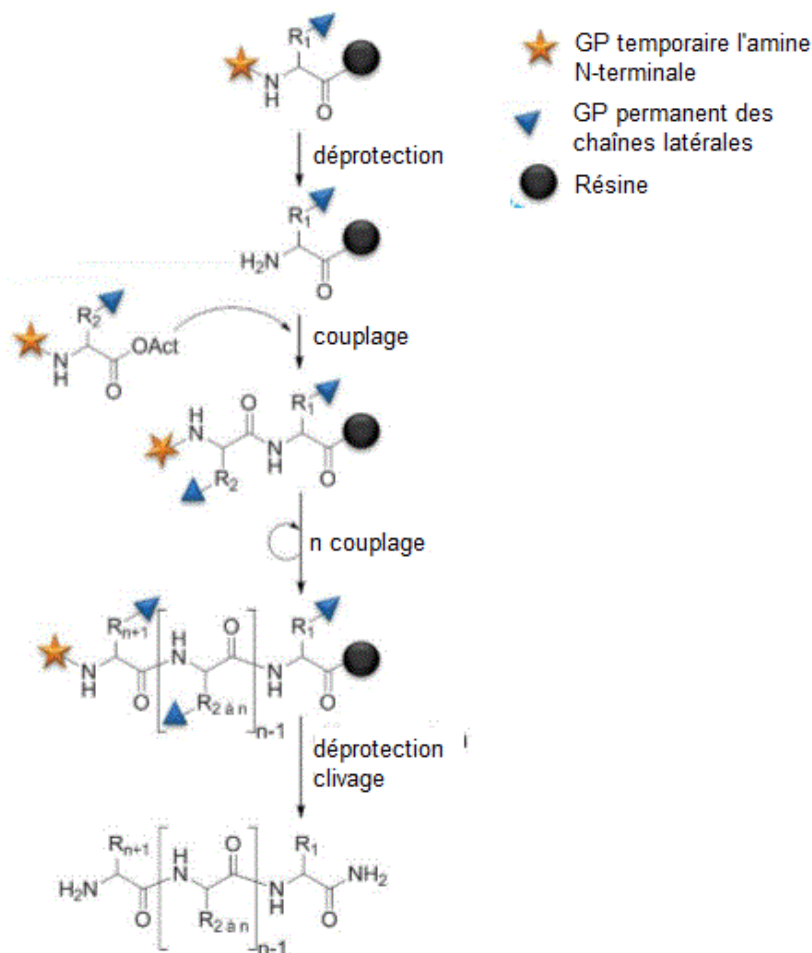 R1
N
H
O
GP temporaire l'amine
N-terminale
GP permanent des
chaînes latérales
Résine
déprotection
R1
H2N
O
R2
N
H
OAct
O
couplage
H
N
O
R1
N
H
R2
O
n couplage
Rn+1
H
N
O
R1
N
H
O
R2 à n
n-1
N
H
O
déprotection
clivage
Rn+1
H
N
O
R1
H2N
O
R2 à n
n-1
N
H
O
NH2